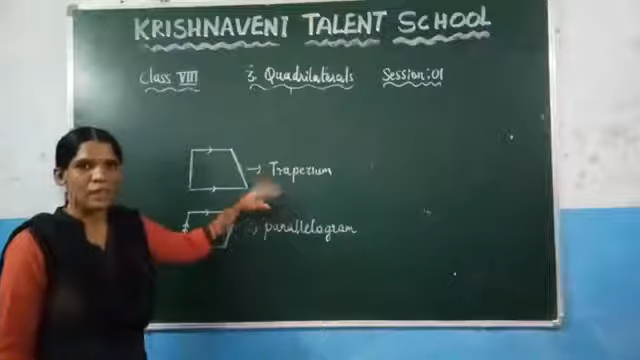 KRISHNAVENI TALENT SCHOOL
Class VIII 3. Quadrilaterals Session:01
→ Trapezium
→ parallelogram